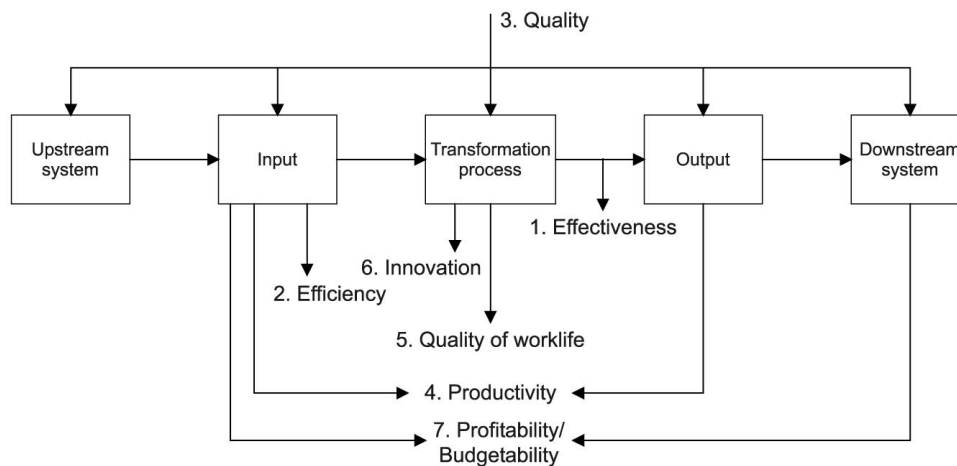 3. Quality
Upstream
system
Input
Transformation
process
Output
Downstream
system
1. Effectiveness
6. Innovation
2. Efficiency
5. Quality of worklife
4. Productivity
7. Profitability/
Budgetability